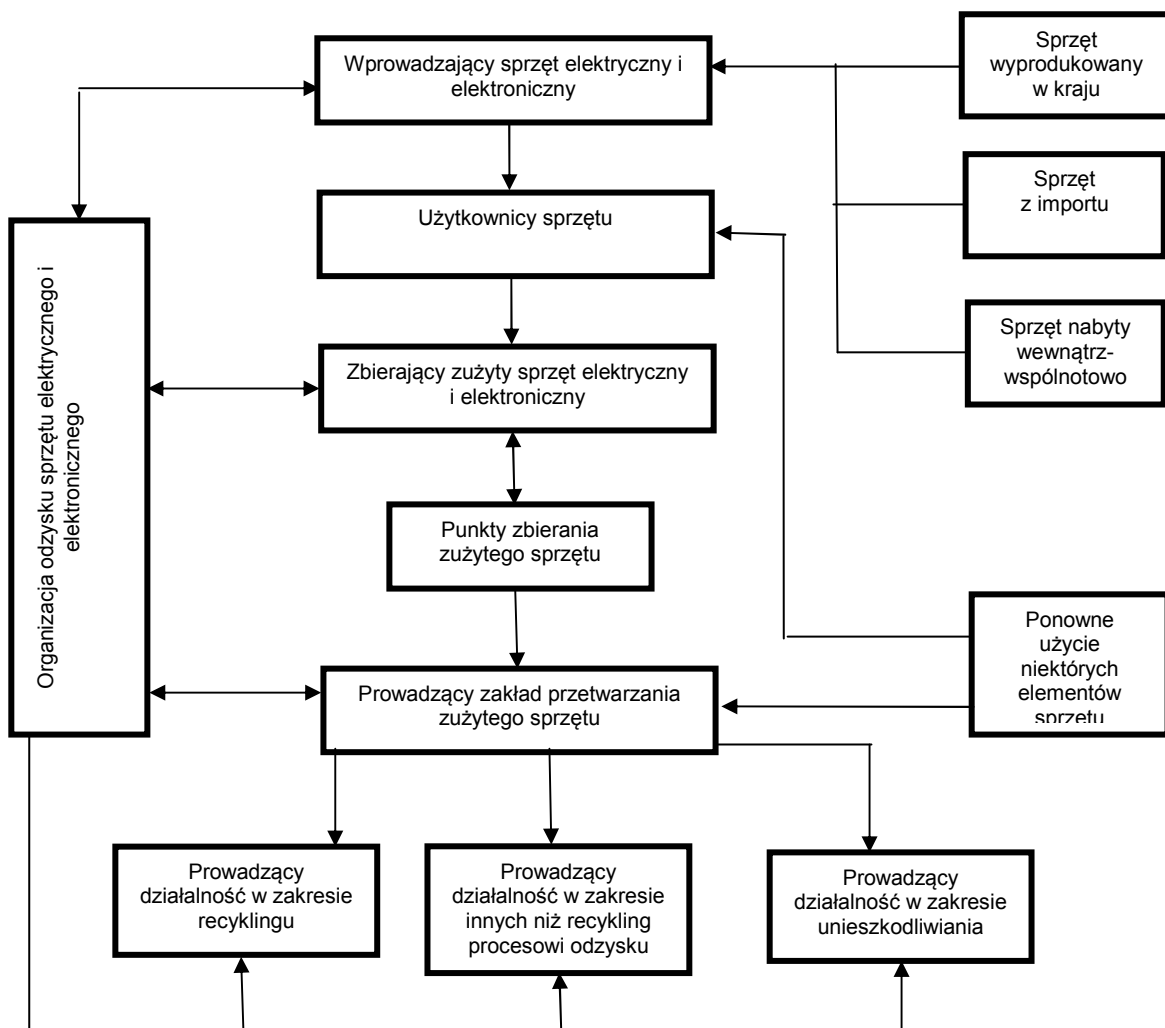 Wprowadzający sprzęt elektryczny i
elektroniczny
Sprzęt
wyprodukowany
w kraju
Użytkownicy sprzętu
Sprzęt
z importu
Organizacja odzysku sprzętu elektrycznego i
elektronicznego
Zbierający zużyty sprzęt elektryczny
i elektroniczny
Sprzęt nabyty
wewnątrz-
wspólnotowo
Punkty zbierania
zużytego sprzętu
Ponowne
użycie
niektórych
elementów
sprzętu
Prowadzący zakład przetwarzania
zużytego sprzętu
Prowadzący
działalność w zakresie
recyklingu
Prowadzący
działalność w zakresie
innych niż recykling
procesowi odzysku
Prowadzący
działalność w zakresie
unieszkodliwiania